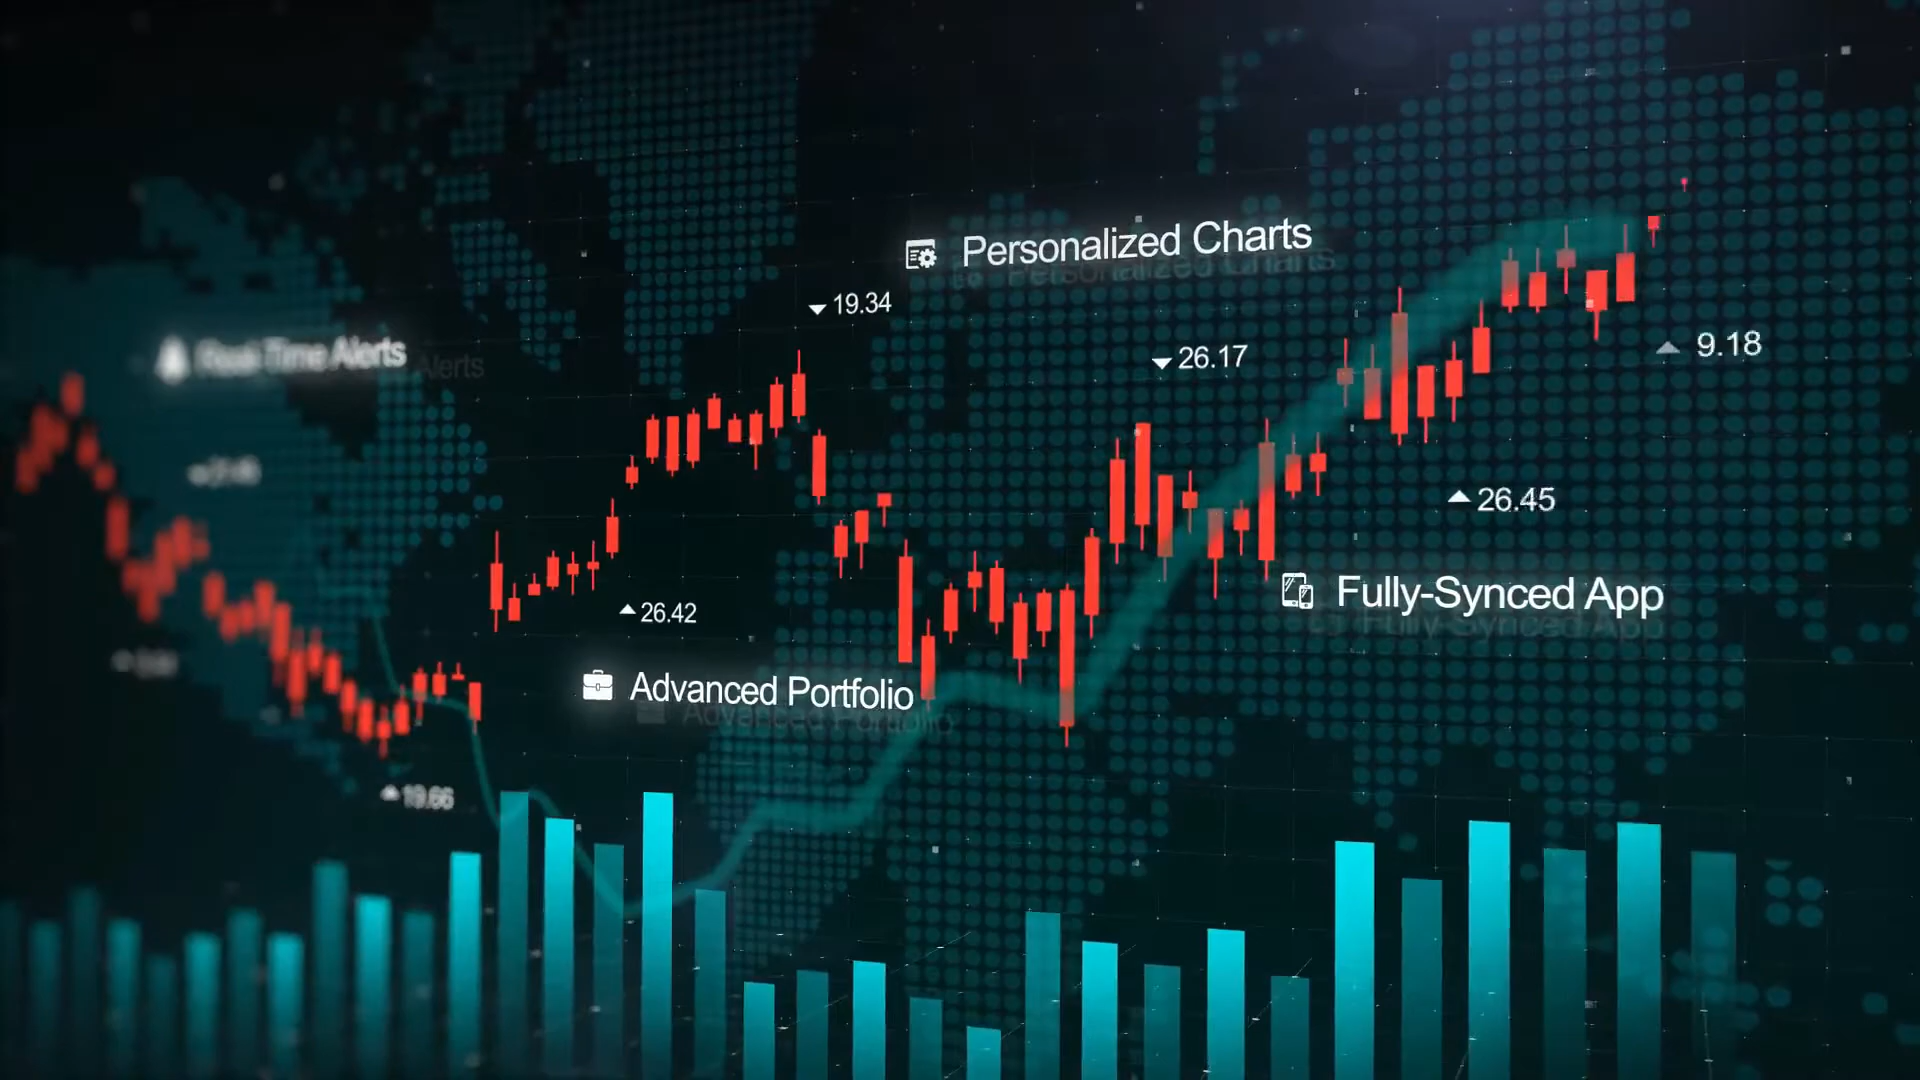 Personalized Charts
19.34
26.17
9.18
Real-Time Alerts
26.45
Fully-Synced App
26.42
Advanced Portfolio
19.66